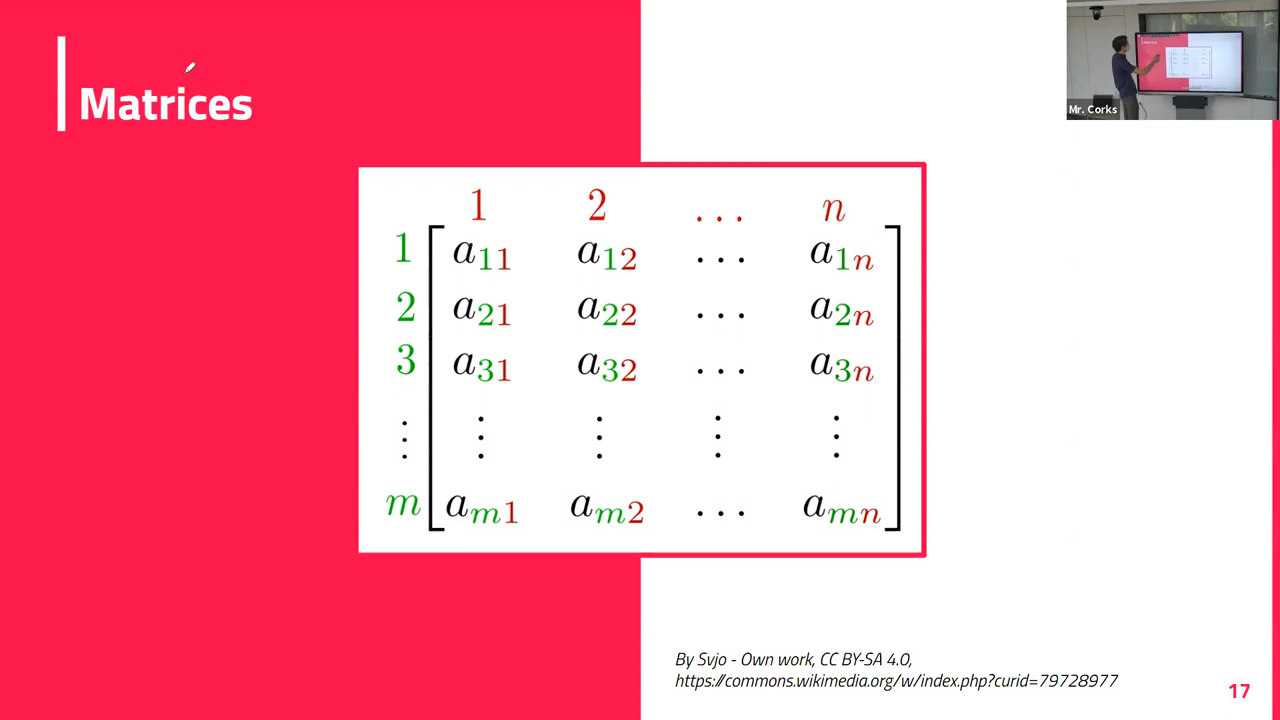 Matrices
Mr. Corks
1 2 ... n
1 a11 a12 ... a1n
2 a21 a22 ... a2n
3 a31 a32 ... a3n
⋮ ⋮ ⋮ ⋮ ⋮
m am1 am2 ... amn
By Svjo - Own work, CC BY-SA 4.0,
https://commons.wikimedia.org/w/index.php?curid=79728977
17